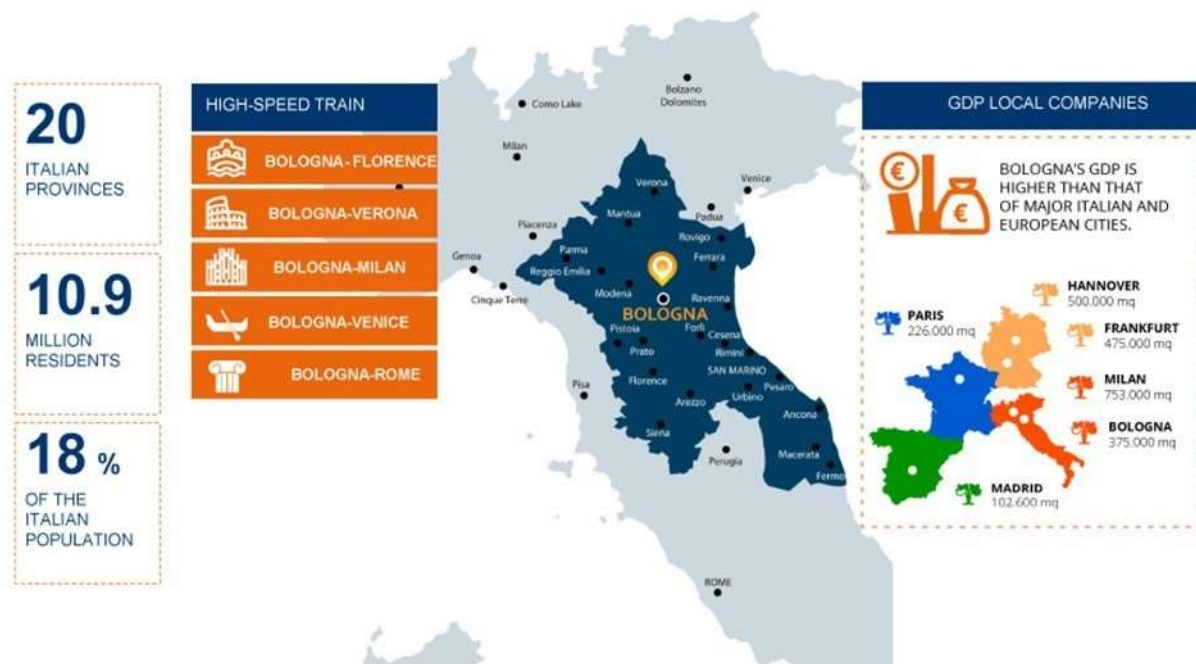 20
ITALIAN
PROVINCES
10.9
MILLION
RESIDENTS
18 %
OF THE
ITALIAN
POPULATION
HIGH-SPEED TRAIN
BOLOGNA-FLORENCE
BOLOGNA-VERONA
BOLOGNA-MILAN
BOLOGNA-VENICE
BOLOGNA-ROME
Bolzano
Dolomites
Como Lake
Milan
Verona
Venice
Mantua
Padua
Piacenza
Rovigo
Parma
Genoa
Ferrara
Reggio Emilia
Cinque Terre
Modena
Ravenna
BOLOGNA
Pistoia
Forlì
Cesena
Prato
Rimini
SAN MARINO
Florence
Pisa
Pesaro
Urbino
Arezzo
Ancona
Siena
Macerata
Perugia
Fermo
ROME
GDP LOCAL COMPANIES
€
€
BOLOGNA'S GDP IS
HIGHER THAN THAT
OF MAJOR ITALIAN AND
EUROPEAN CITIES.
HANNOVER
500.000 mq
PARIS
226.000 mq
FRANKFURT
475.000 mq
MILAN
753.000 mq
BOLOGNA
375.000 mq
MADRID
102.600 mq